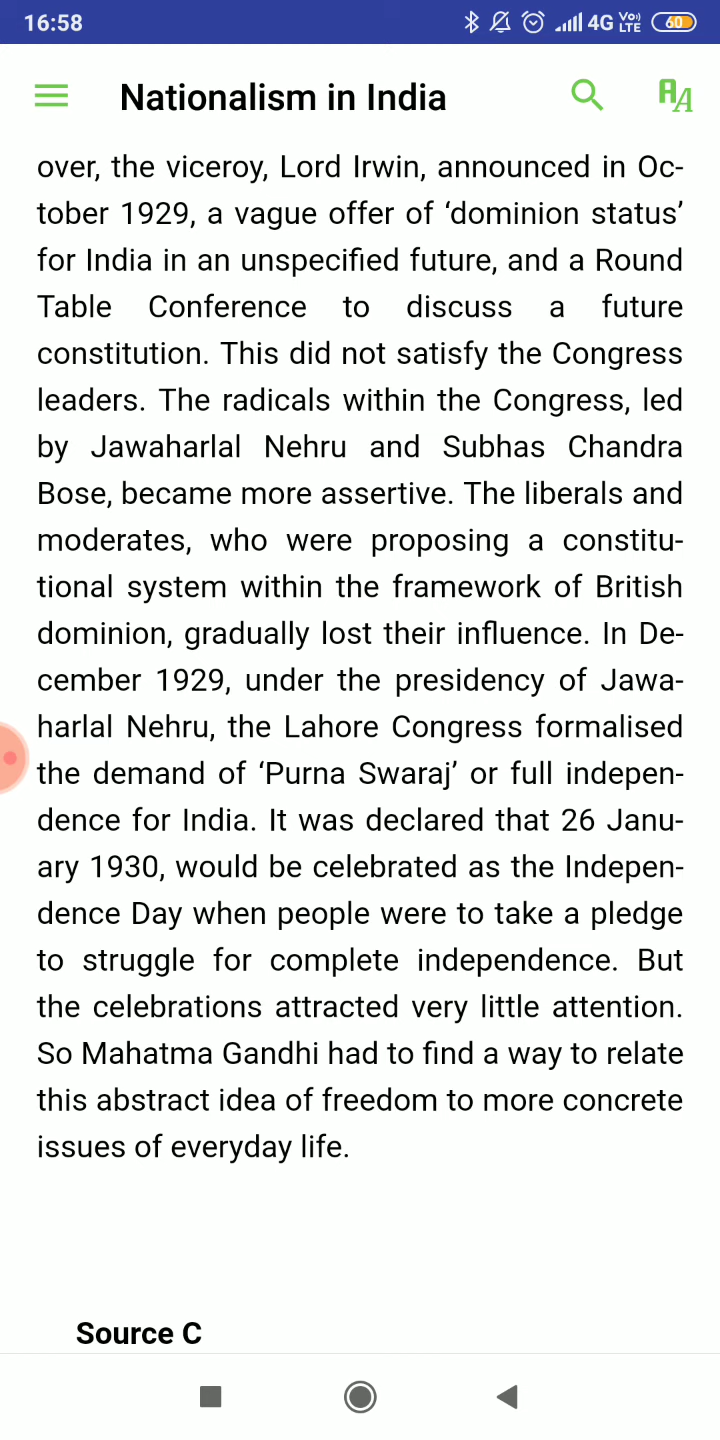 16:58
4G Vo) LTE 60
Nationalism in India
AA
over, the viceroy, Lord Irwin, announced in Oc-
tober 1929, a vague offer of ‘dominion status’
for India in an unspecified future, and a Round
Table Conference to discuss a future
constitution. This did not satisfy the Congress
leaders. The radicals within the Congress, led
by Jawaharlal Nehru and Subhas Chandra
Bose, became more assertive. The liberals and
moderates, who were proposing a constitu-
tional system within the framework of British
dominion, gradually lost their influence. In De-
cember 1929, under the presidency of Jawa-
harlal Nehru, the Lahore Congress formalised
the demand of ‘Purna Swaraj’ or full indepen-
dence for India. It was declared that 26 Janu-
ary 1930, would be celebrated as the Indepen-
dence Day when people were to take a pledge
to struggle for complete independence. But
the celebrations attracted very little attention.
So Mahatma Gandhi had to find a way to relate
this abstract idea of freedom to more concrete
issues of everyday life.
Source C